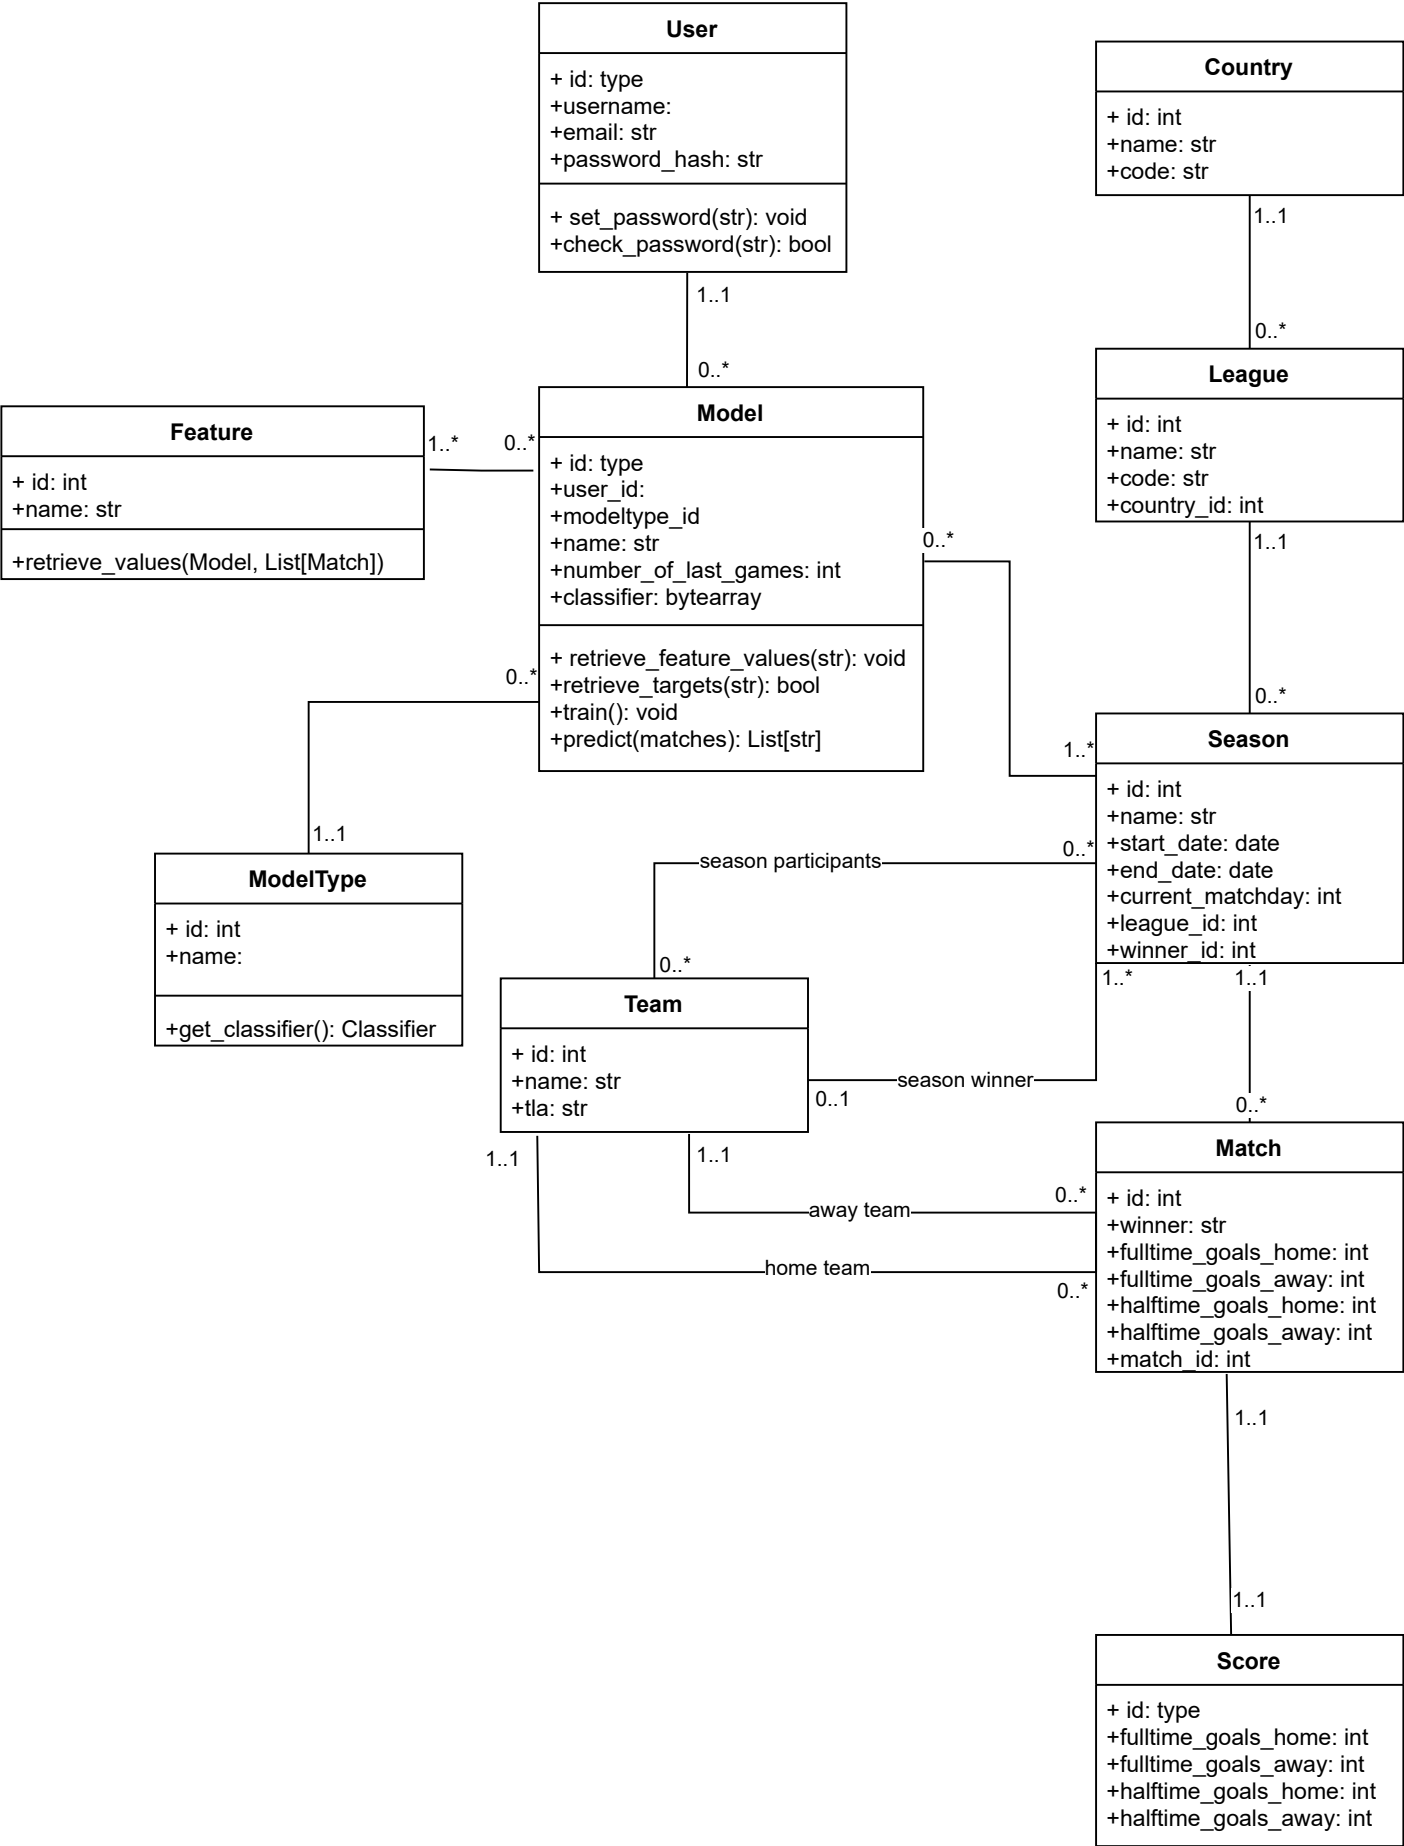 User
+ id: type
+username:
+email: str
+password_hash: str
+ set_password(str): void
+check_password(str): bool
1..1
0..*
Country
+ id: int
+name: str
+code: str
1..1
0..*
League
+ id: int
+name: str
+code: str
+country_id: int
1..1
0..*
Feature
+ id: int
+name: str
+retrieve_values(Model, List[Match])
1..*
0..*
Model
+ id: type
+user_id:
+modeltype_id
+name: str
+number_of_last_games: int
+classifier: bytearray
+ retrieve_feature_values(str): void
+retrieve_targets(str): bool
+train(): void
+predict(matches): List[str]
0..*
1..*
0..*
1..1
ModelType
+ id: int
+name:
+get_classifier(): Classifier
Season
+ id: int
+name: str
+start_date: date
+end_date: date
+current_matchday: int
+league_id: int
+winner_id: int
season participants
0..*
0..*
Team
+ id: int
+name: str
+tla: str
1..*
season winner
0..1
1..1
0..*
1..1
1..1
away team
0..*
home team
0..*
Match
+ id: int
+winner: str
+fulltime_goals_home: int
+fulltime_goals_away: int
+halftime_goals_home: int
+halftime_goals_away: int
+match_id: int
1..1
1..1
Score
+ id: type
+fulltime_goals_home: int
+fulltime_goals_away: int
+halftime_goals_home: int
+halftime_goals_away: int